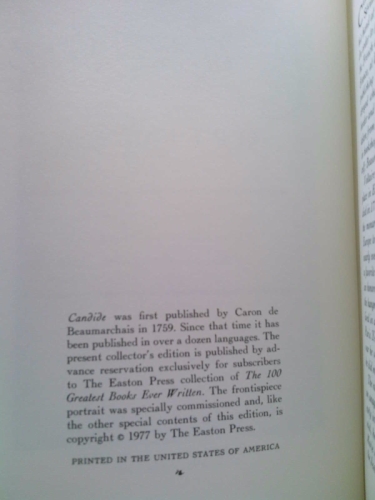 Candide was first published by Caron de
Beaumarchais in 1759. Since that time it has
been published in over a dozen languages. The
present collector's edition is published by ad-
vance reservation exclusively for subscribers
to The Easton Press collection of The 100
Greatest Books Ever Written. The frontispiece
portrait was specially commissioned and, like
the other special contents of this edition, is
copyright © 1977 by The Easton Press.
PRINTED IN THE UNITED STATES OF AMERICA